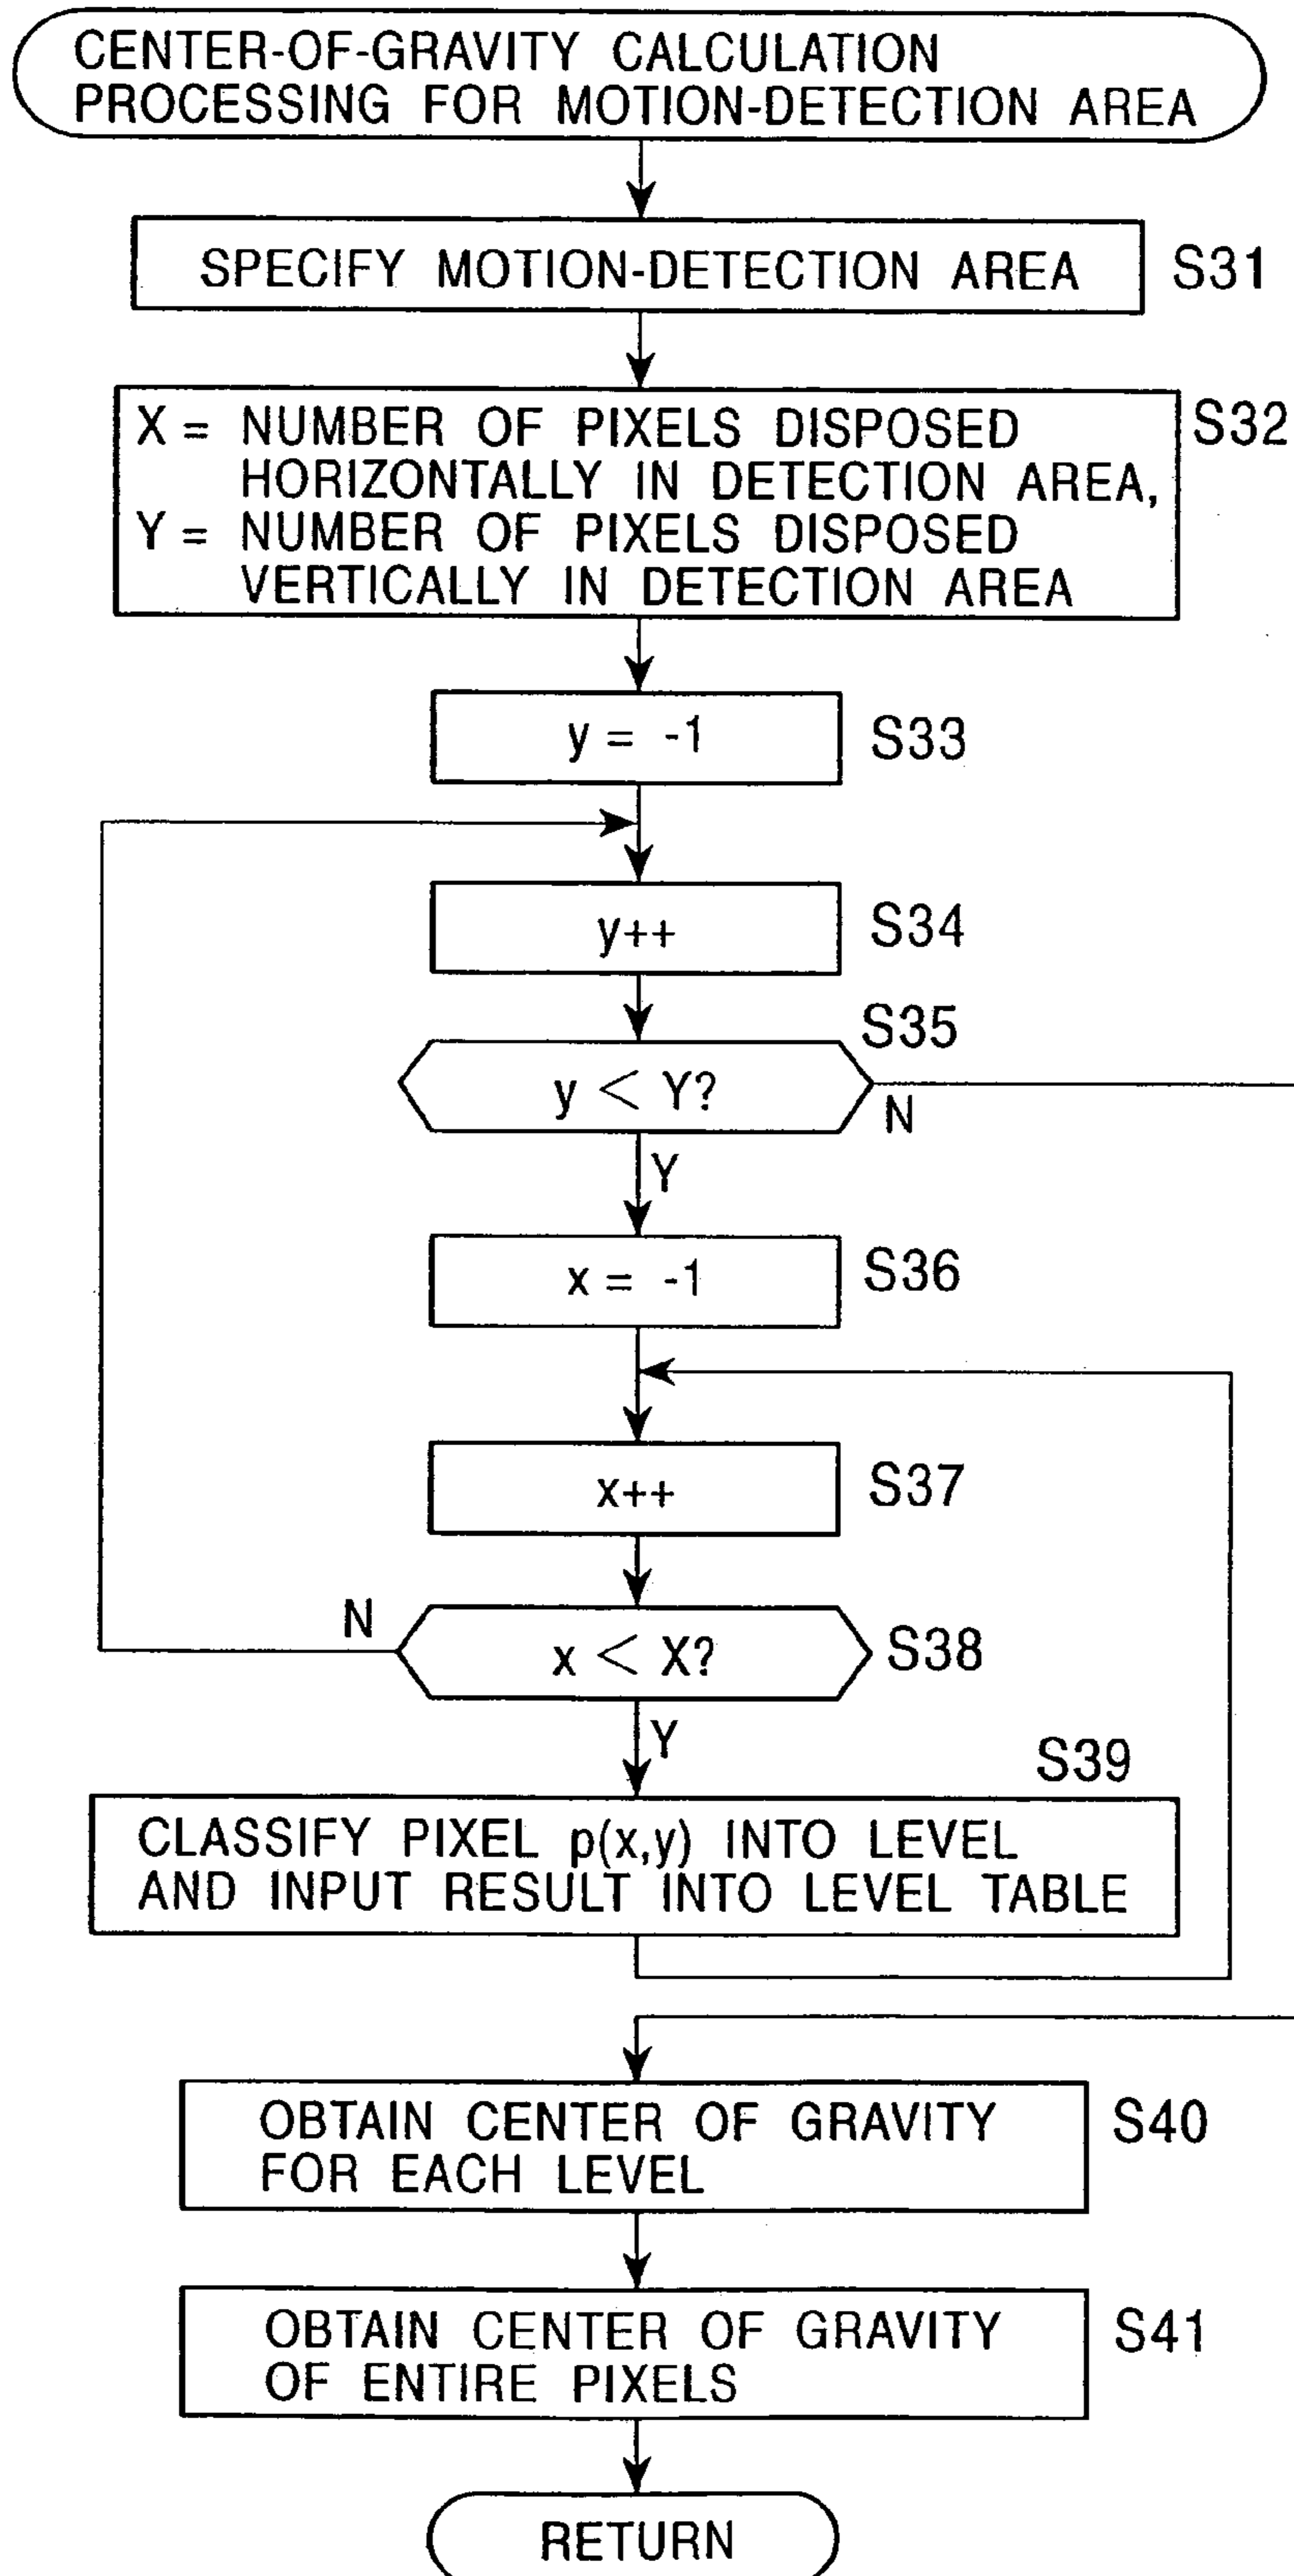 CENTER-OF-GRAVITY CALCULATION
PROCESSING FOR MOTION-DETECTION AREA
SPECIFY MOTION-DETECTION AREA
S31
X = NUMBER OF PIXELS DISPOSED
HORIZONTALLY IN DETECTION AREA,
Y = NUMBER OF PIXELS DISPOSED
VERTICALLY IN DETECTION AREA
S32
y = -1
S33
y++
S34
S35
y < Y?
N
Y
x = -1
S36
x++
S37
N
x < X?
S38
Y
S39
CLASSIFY PIXEL p(x,y) INTO LEVEL
AND INPUT RESULT INTO LEVEL TABLE
OBTAIN CENTER OF GRAVITY
FOR EACH LEVEL
S40
OBTAIN CENTER OF GRAVITY
OF ENTIRE PIXELS
S41
RETURN